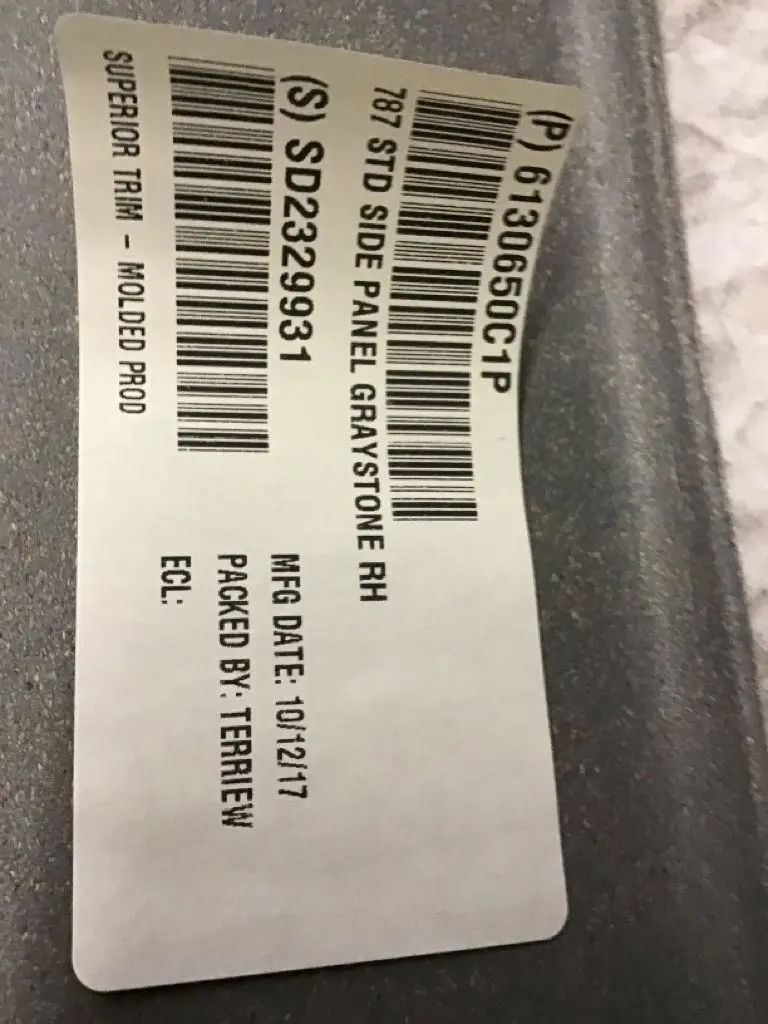 (P) 6130650C1P
787 STD SIDE PANEL GRAYSTONE RH
(S) SD2329931
SUPERIOR TRIM - MOLDED PROD
MFG DATE: 10/12/17
PACKED BY: TERRIEW
ECL: